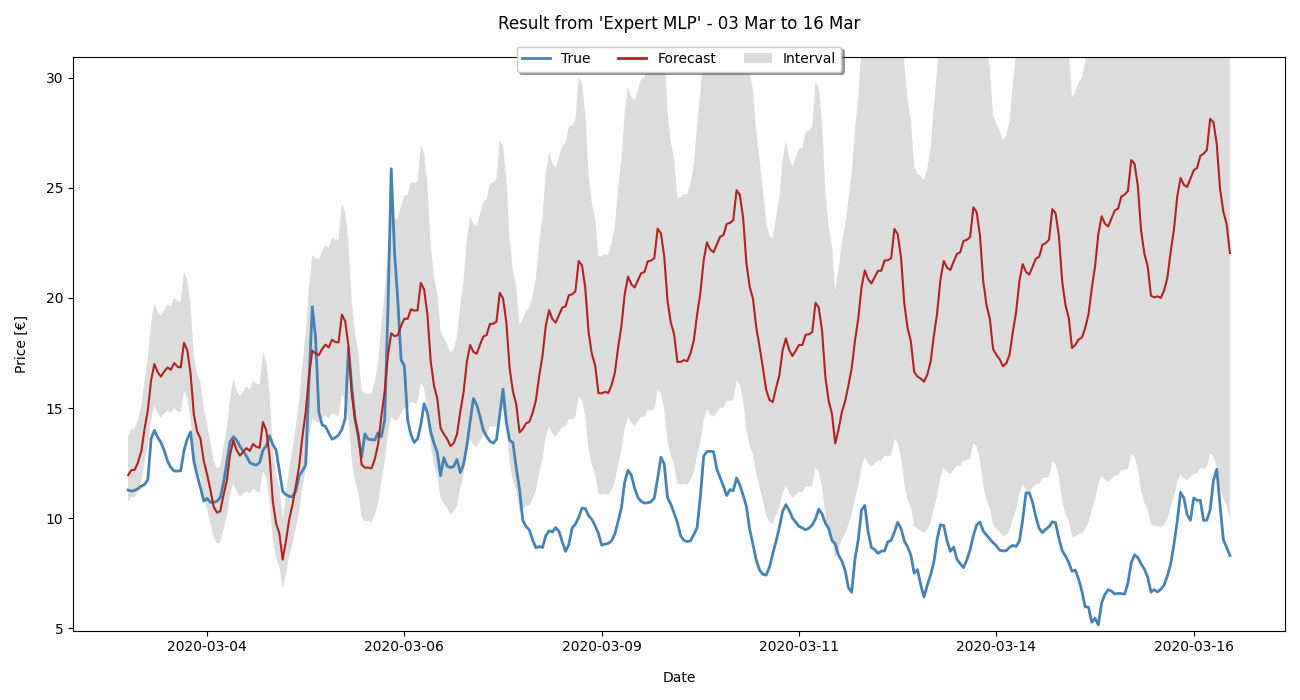 Result from 'Expert MLP' - 03 Mar to 16 Mar
True Forecast Interval
30
25
20
15
10
5
Price [€]
2020-03-04 2020-03-06 2020-03-09 2020-03-11 2020-03-14 2020-03-16
Date